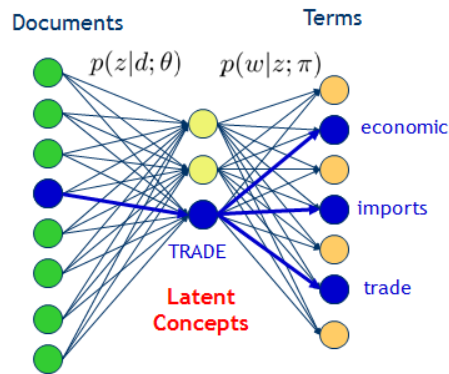 Documents
Terms
p(z|d; θ)
p(w|z; π)
economic
imports
TRADE
trade
Latent
Concepts